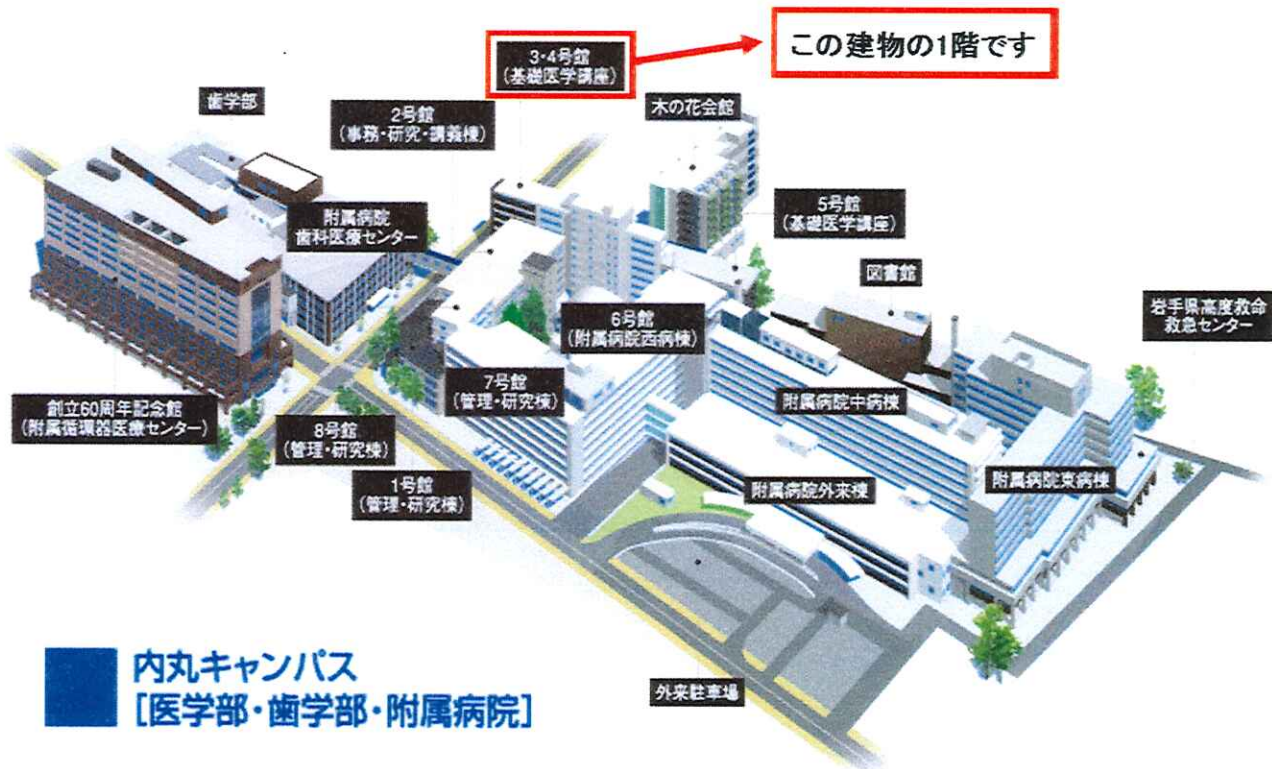 3・4号館
(基礎医学講座)
この建物の1階です
歯学部
2号館
(事務・研究・講義棟)
木の花会館
附属病院
歯科医療センター
5号館
(基礎医学講座)
図書館
岩手県高度救命
救急センター
6号館
(附属病院西病棟)
7号館
(管理・研究棟)
附属病院中病棟
創立60周年記念館
(附属循環器医療センター)
8号館
(管理・研究棟)
1号館
(管理・研究棟)
附属病院外来棟
附属病院東病棟
外来駐車場
内丸キャンパス
[医学部・歯学部・附属病院]